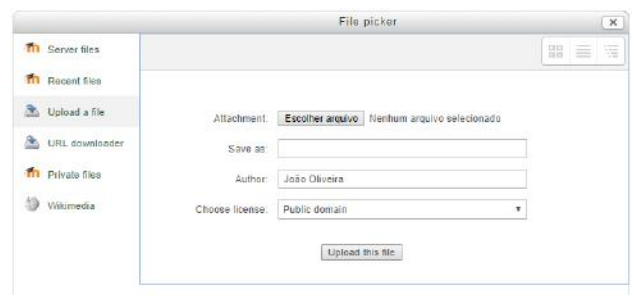 File picker
Server files
Recent files
Upload a file
URL downloader
Private files
Wikimedia
Attachment: Escolher arquivo Nenhum arquivo selecionado
Save as:
Author: João Oliveira
Choose license: Public domain
Upload this file